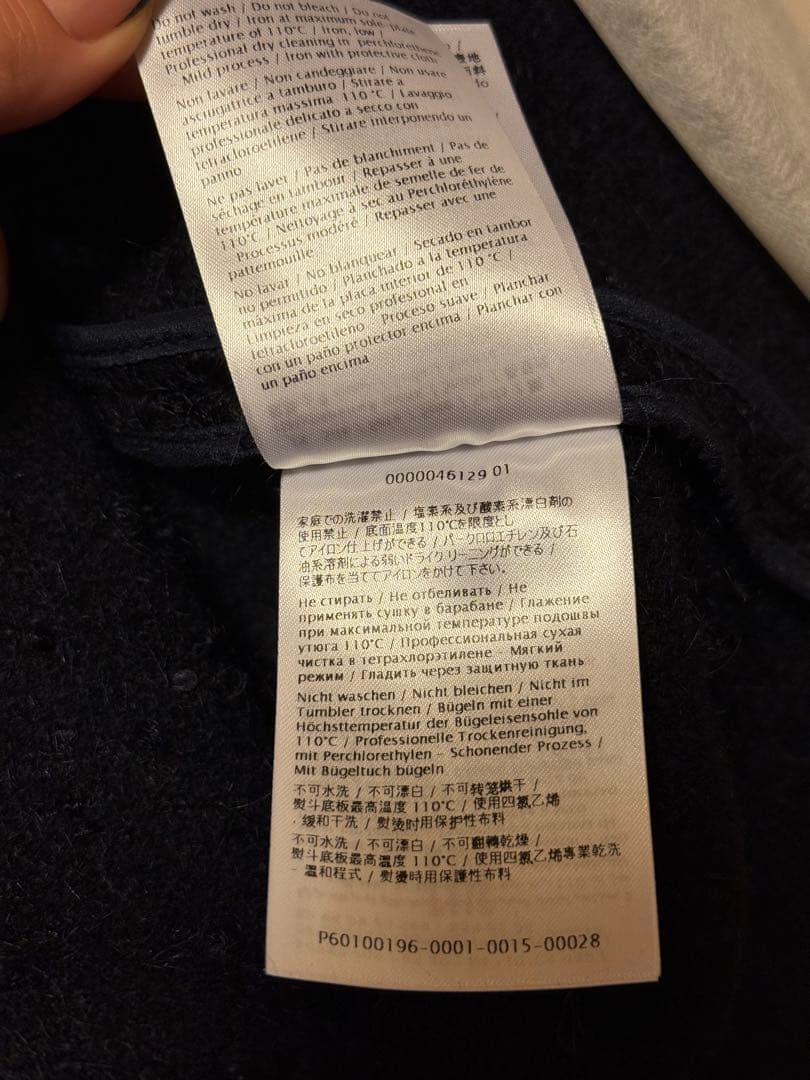 Do not wash / Do not bleach / Do not
tumble dry / Iron at maximum sole-plate
temperature of 110°C / Iron, low /
Professional dry cleaning in perchlorethene
- Mild process / Iron with protective cloth
Non lavare / Non candeggiare / Non usare
asciugatrice a tamburo / Stirare a
temperatura massima 110°C / Lavaggio
professionale delicato a secco con
tetracloroetilene / Stirare interponendo un
panno
Ne pas laver / Pas de blanchiment / Pas de
séchage en tambour / Repasser à une
température maximale de semelle de fer de
110°C / Nettoyage à sec au Perchloréthylène
- Processus modéré / Repasser avec une
pattemouille
No lavar / No blanquear / Secado en tambor
no permitido / Planchado a la temperatura
máxima de la placa interior de 110°C /
Limpieza en seco profesional en
tetracloroetileno - Proceso suave / Planchar
con un paño protector encima / Planchar con
un paño encima
0000046129 01
家庭での洗濯禁止 / 塩素系及び酸素系漂白剤の
使用禁止 / 底面温度110℃を限度とし
てアイロン仕上げができる / パークロロエチレン及び石
油系溶剤による弱いドライクリーニングができる /
保護布を当ててアイロンをかけて下さい。
Не стирать / Не отбеливать / Не
применять сушку в барабане / Глажение
при максимальной температуре подошвы
утюга 110°C / Профессиональная сухая
чистка в тетрахлорэтилене - Мягкий
режим / Гладить через защитную ткань
Nicht waschen / Nicht bleichen / Nicht im
Tumbler trocknen / Bügeln mit einer
Höchsttemperatur der Bügeleisensohle von
110°C / Professionelle Trockenreinigung,
mit Perchlorethylen - Schonender Prozess /
Mit Bügeltuch bügeln
不可水洗 / 不可漂白 / 不可转笼烘干 /
熨斗底板最高温度 110℃ / 使用四氯乙烯
- 缓和干洗 / 熨烫时用保护性布料
不可水洗 / 不可漂白 / 不可翻轉乾燥 /
熨斗底板最高溫度 110℃ / 使用四氯乙烯專業乾洗
- 溫和程式 / 熨燙時用保護性布料
P60100196-0001-0015-00028